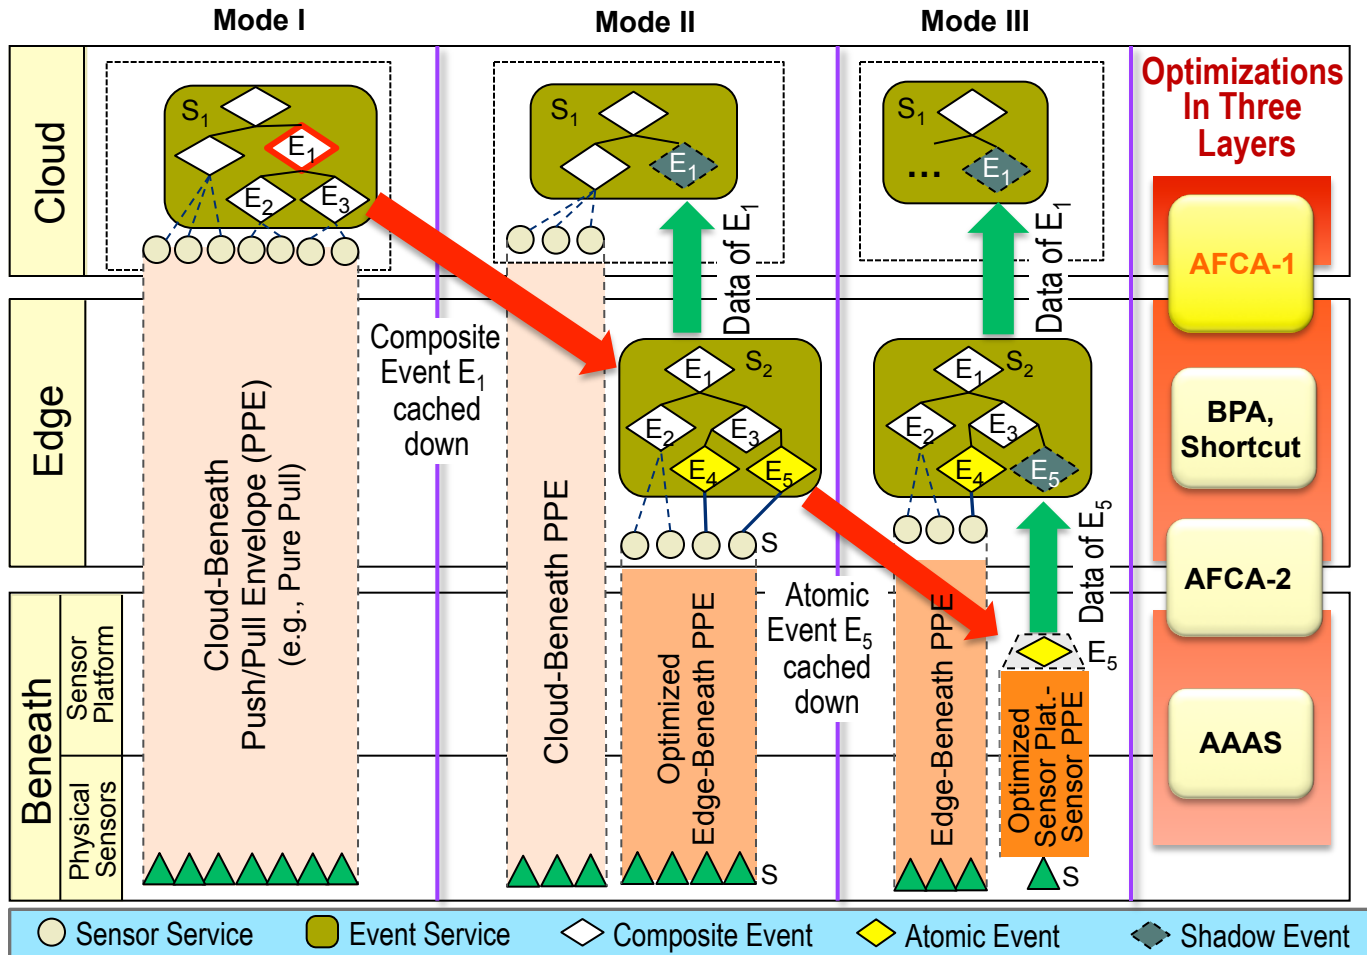 Mode I
Mode II
Mode III
Cloud
Edge
Beneath
Sensor
Platform
Physical
Sensors
S1
E1
E2
E3
Cloud-Beneath
Push/Pull Envelope (PPE)
(e.g., Pure Pull)
Composite
Event E1
cached
down
S1
E1
Data of E1
S2
E1
E2
E3
E4
E5
S
Cloud-Beneath PPE
Optimized
Edge-Beneath PPE
S
Atomic
Event E5
cached
down
S1
...
E1
Data of E1
S2
E1
E2
E3
E4
E5
Data of E5
E5
Edge-Beneath PPE
Optimized
Sensor Plat.-
Sensor PPE
S
Optimizations
In Three
Layers
AFCA-1
BPA,
Shortcut
AFCA-2
AAAS
Sensor Service
Event Service
Composite Event
Atomic Event
Shadow Event